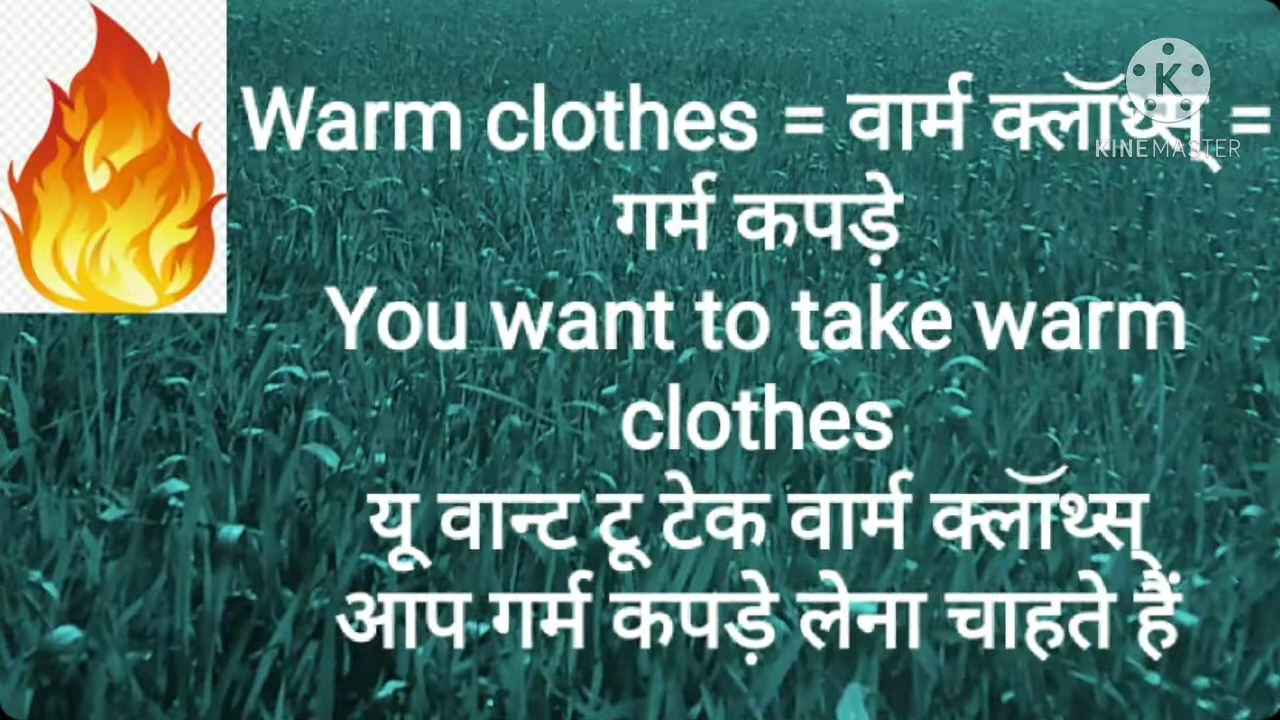 Warm clothes = वार्म क्लॉथ्स् =
गर्म कपड़े
You want to take warm
clothes
यू वान्ट टू टेक वार्म क्लॉथ्स्
आप गर्म कपड़े लेना चाहते हैं
K
KINEMASTER